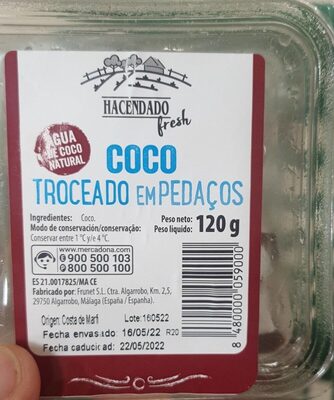 HACENDADO
fresh
GUA
DE COCO
NATURAL
COCO
TROCEADO EM PEDAÇOS
Ingredientes: Coco.
Modo de conservación/conservação:
Conservar entre 1 °C y/e 4 °C.
Peso neto:
Peso líquido: 120 g
www.mercadona.com
900 500 103
800 500 100
ES 21.0017825/MA CE
Fabricado por: Frunet S.L. Ctra. Algarrobo, Km. 2,5,
29750 Algarrobo, Málaga (España / Espanha).
Origen: Costa de Marfi Lote: 160522
Fecha envasado: 16/05/22 R20
Fecha caducidad: 22/05/2022
8 480000 059000